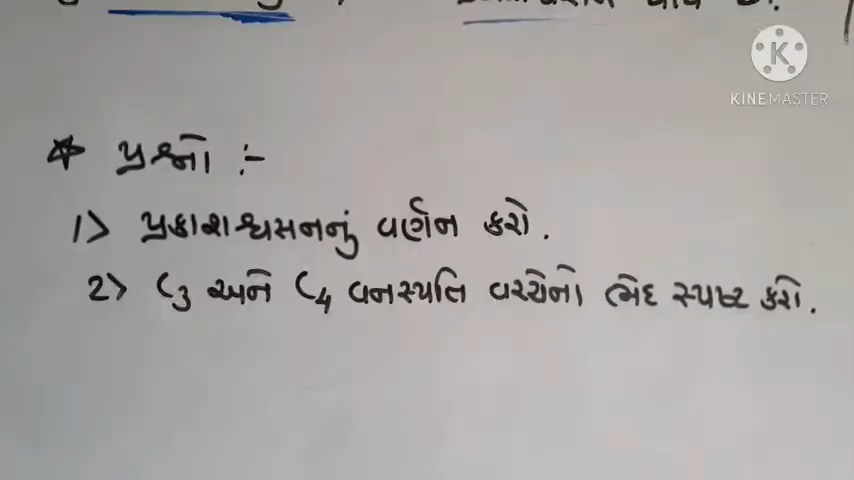 K
KINEMASTER
* પ્રશ્નો :-
1> પ્રકાશશ્વસનનું વર્ણન કરો.
2> C3 અને C4 વનસ્પતિ વચ્ચેનો ભેદ સ્પષ્ટ કરો.